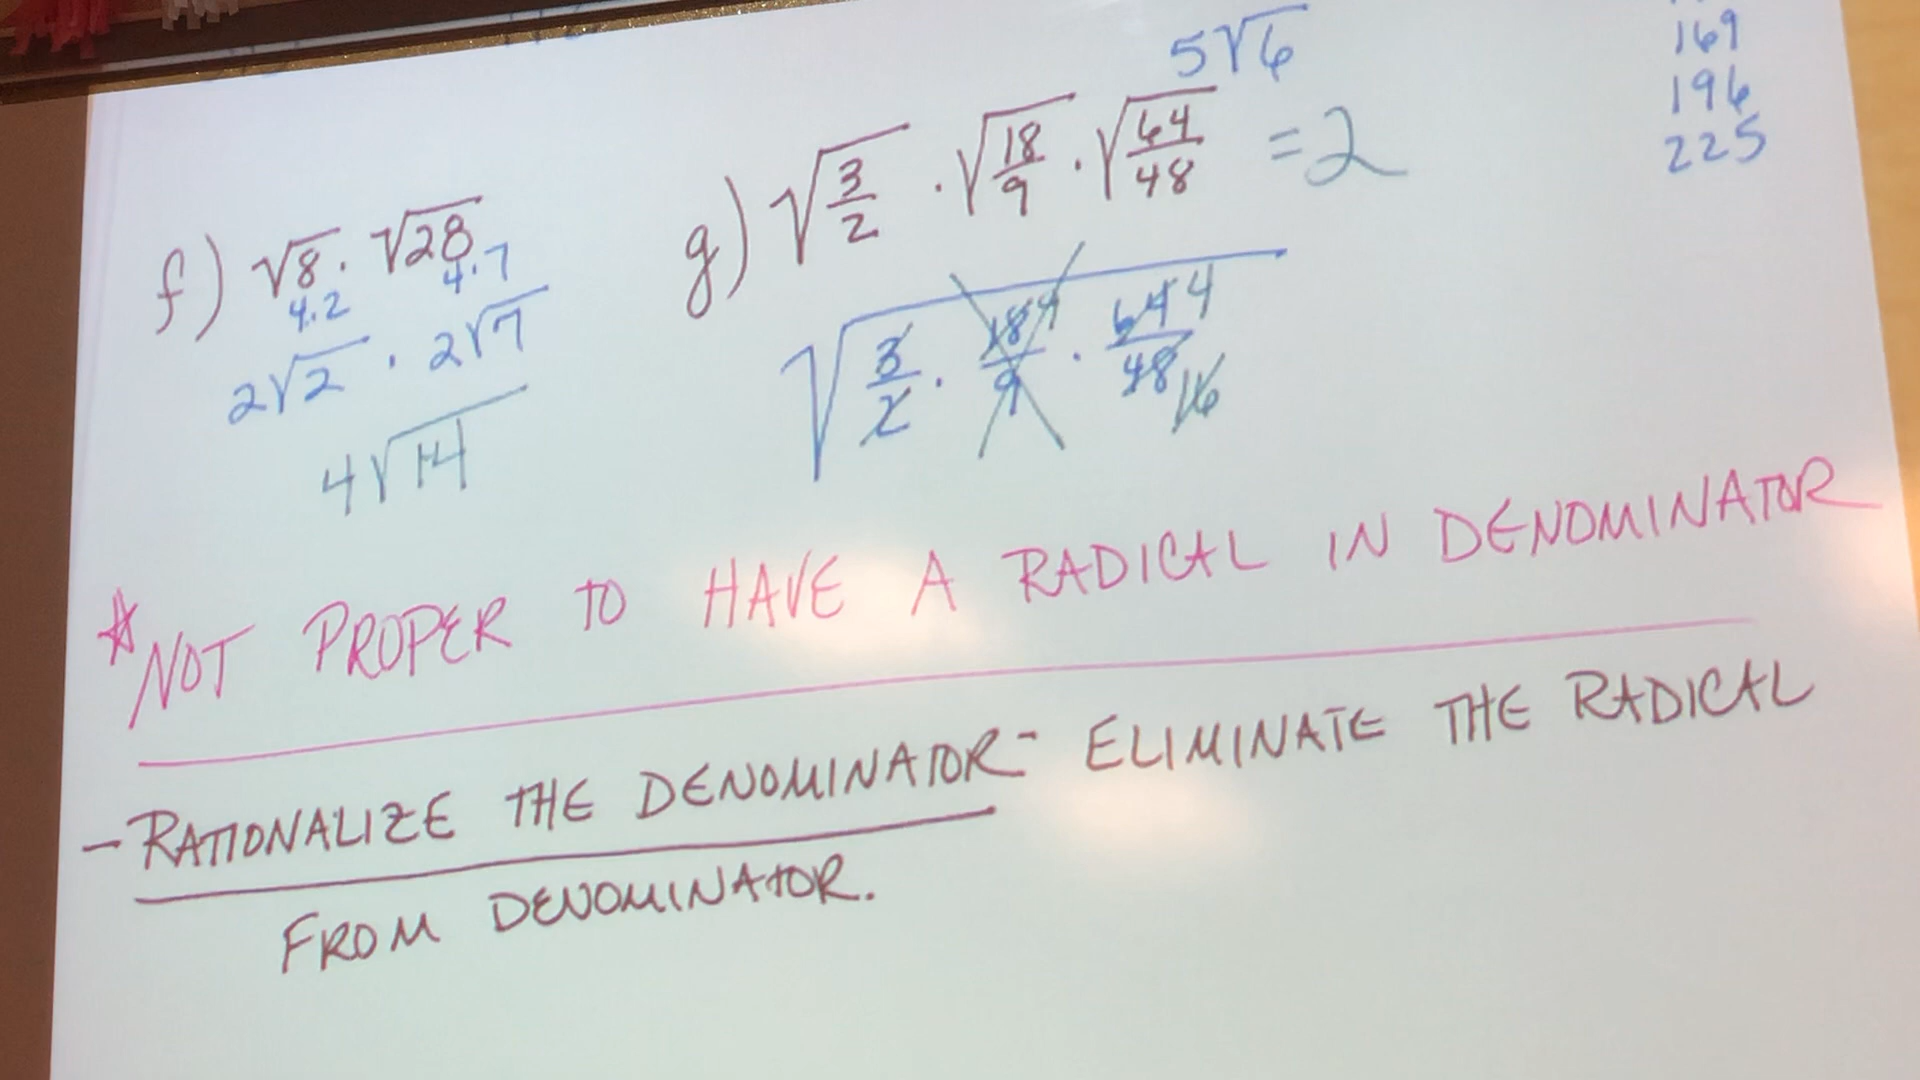 5√6
169
196
225
f) √8 · √28
4·2 4·7
2√2 · 2√7
4√14
g) √3/2 · √18/9 · √64/48 = 2
√3/2 · 18/9 · 64/48 4 16
*NOT PROPER TO HAVE A RADICAL IN DENOMINATOR
- RATIONALIZE THE DENOMINATOR - ELIMINATE THE RADICAL
FROM DENOMINATOR.